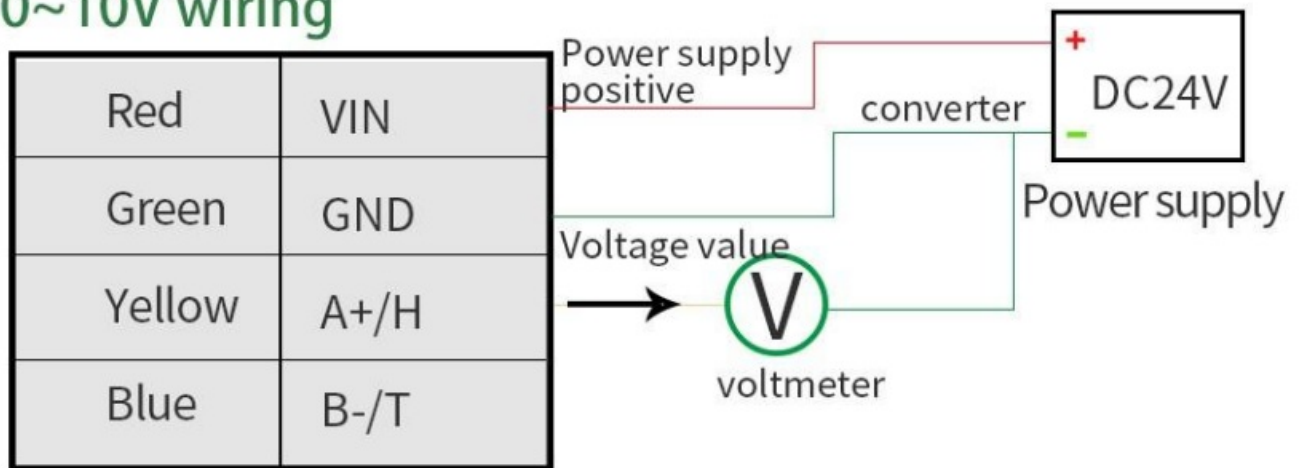 0~10V wiring
Power supply
positive
+
DC24V
-
converter
Power supply
Red
VIN
Green
GND
Voltage value
Yellow
A+/H
V
voltmeter
Blue
B-/T